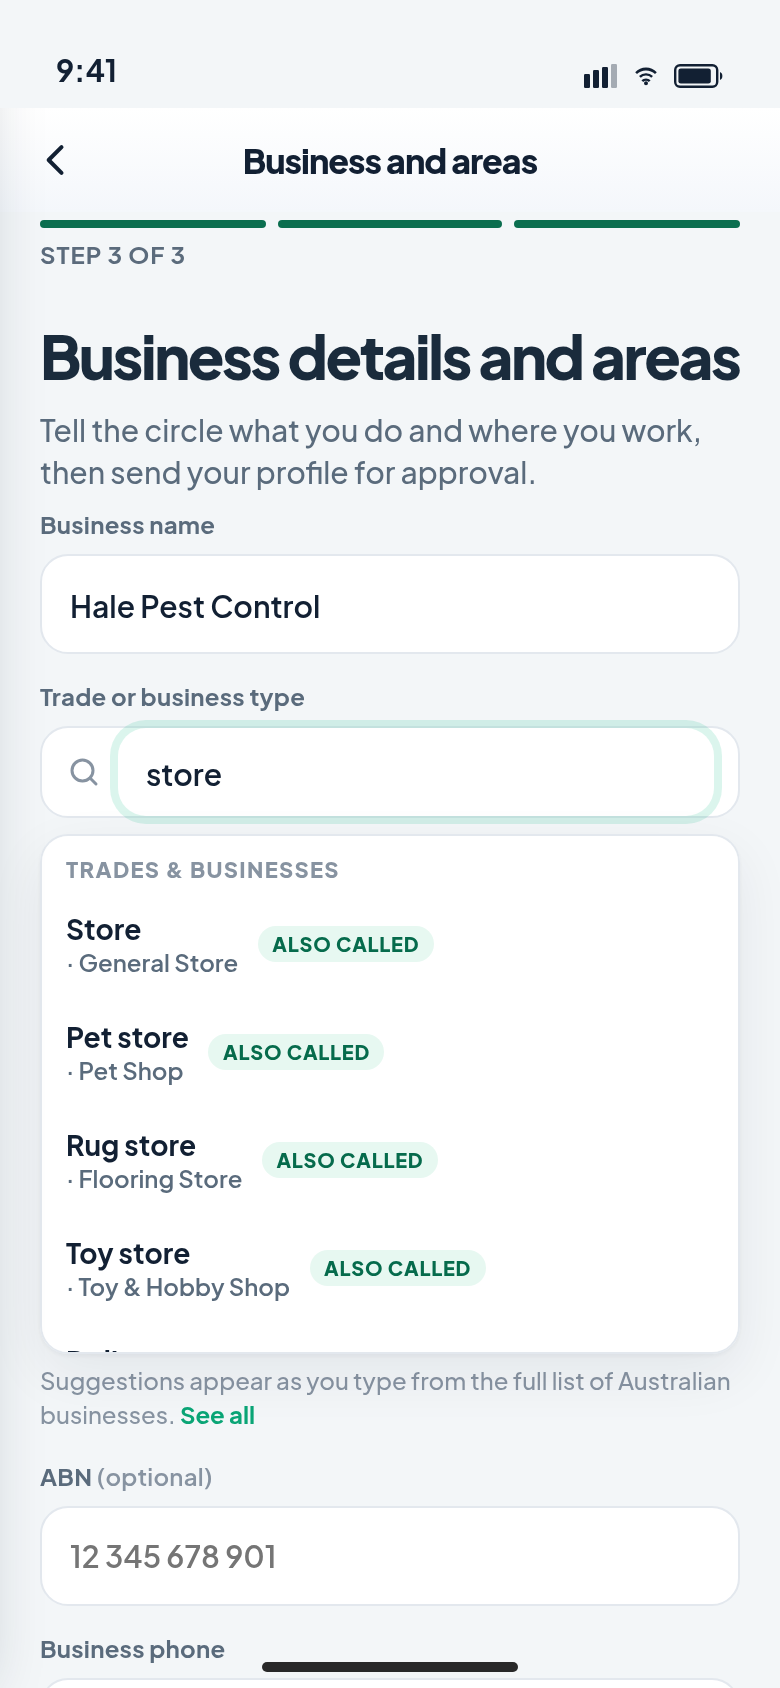 9:41
Business and areas
STEP 3 OF 3
Business details and areas
Tell the circle what you do and where you work,
then send your profile for approval.
Business name
Hale Pest Control
Trade or business type
store
TRADES & BUSINESSES
Store
· General Store
ALSO CALLED
Pet store
· Pet Shop
ALSO CALLED
Rug store
· Flooring Store
ALSO CALLED
Toy store
· Toy & Hobby Shop
ALSO CALLED
Suggestions appear as you type from the full list of Australian
businesses. See all
ABN (optional)
12 345 678 901
Business phone